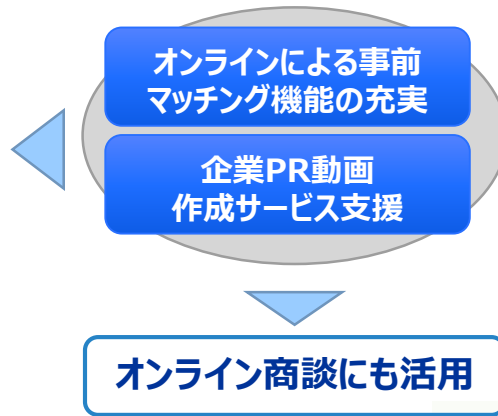 オンラインによる事前
マッチング機能の充実
企業PR動画
作成サービス支援
オンライン商談にも活用